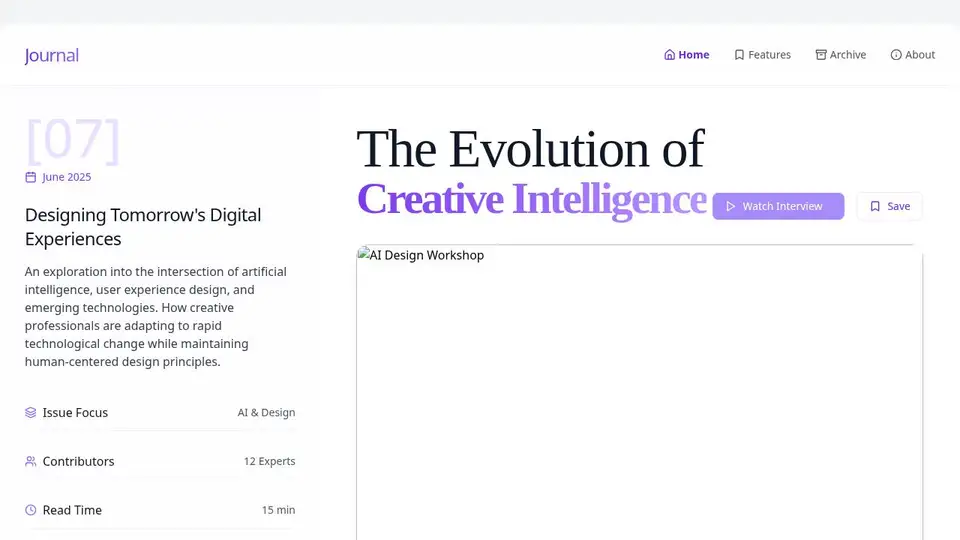 Journal
Home
Features
Archive
About
[07]
June 2025
Designing Tomorrow's Digital
Experiences
An exploration into the intersection of artificial
intelligence, user experience design, and
emerging technologies. How creative
professionals are adapting to rapid
technological change while maintaining
human-centered design principles.
Issue Focus
AI & Design
Contributors
12 Experts
Read Time
15 min
The Evolution of
Creative Intelligence
Watch Interview
Save
AI Design Workshop